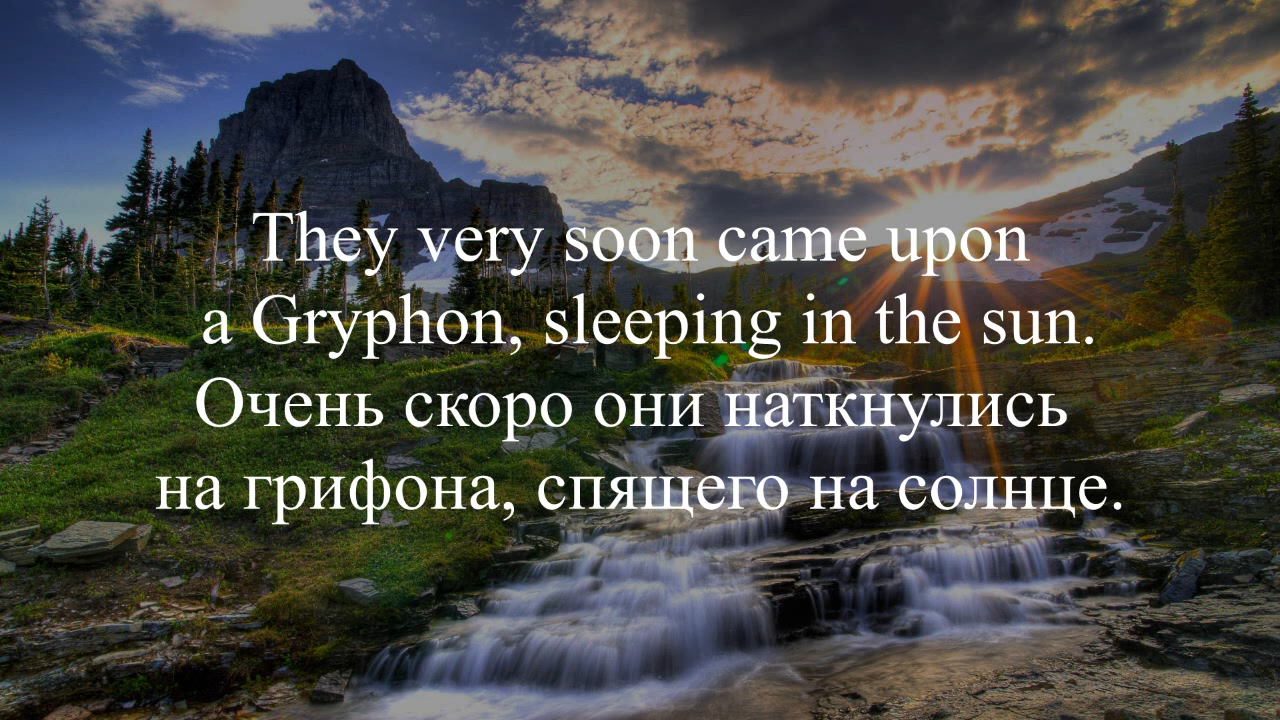 They very soon came upon
a Gryphon, sleeping in the sun.
Очень скоро они наткнулись
на грифона, спящего на солнце.